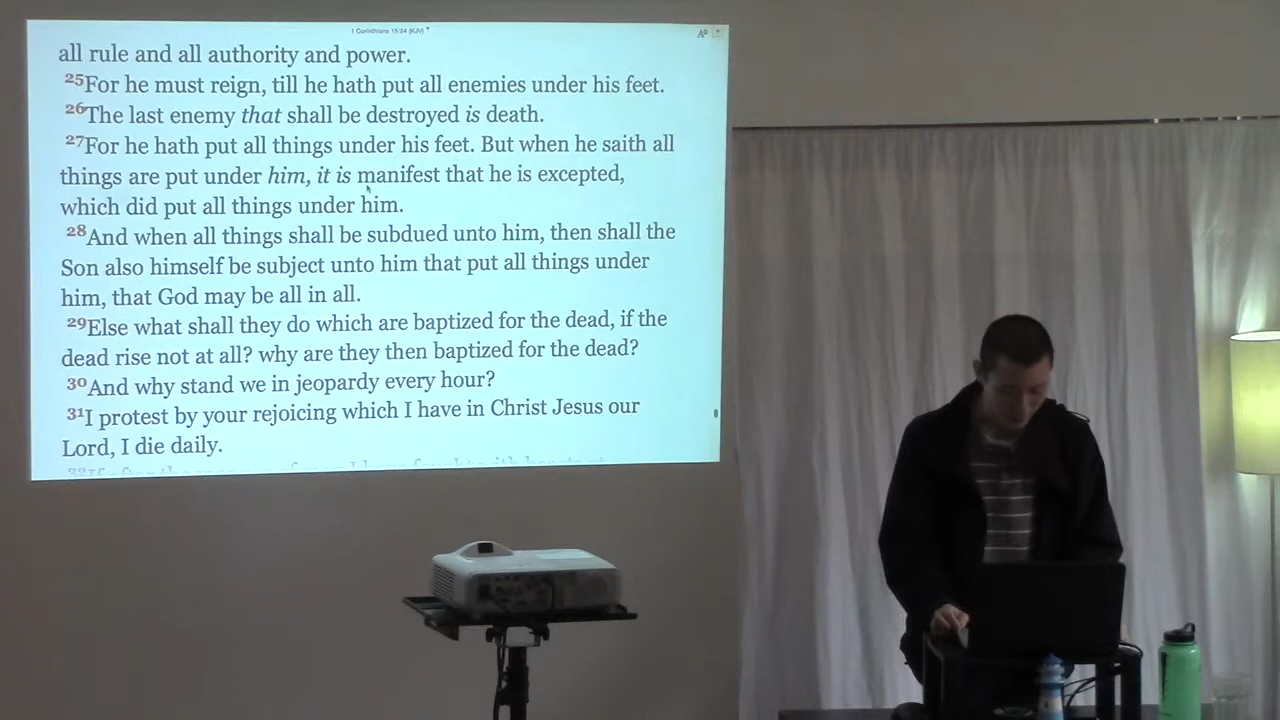 1 Corinthians 15:24 (KJV)
all rule and all authority and power.
25For he must reign, till he hath put all enemies under his feet.
26The last enemy that shall be destroyed is death.
27For he hath put all things under his feet. But when he saith all
things are put under him, it is manifest that he is excepted,
which did put all things under him.
28And when all things shall be subdued unto him, then shall the
Son also himself be subject unto him that put all things under
him, that God may be all in all.
29Else what shall they do which are baptized for the dead, if the
dead rise not at all? why are they then baptized for the dead?
30And why stand we in jeopardy every hour?
31I protest by your rejoicing which I have in Christ Jesus our
Lord, I die daily.